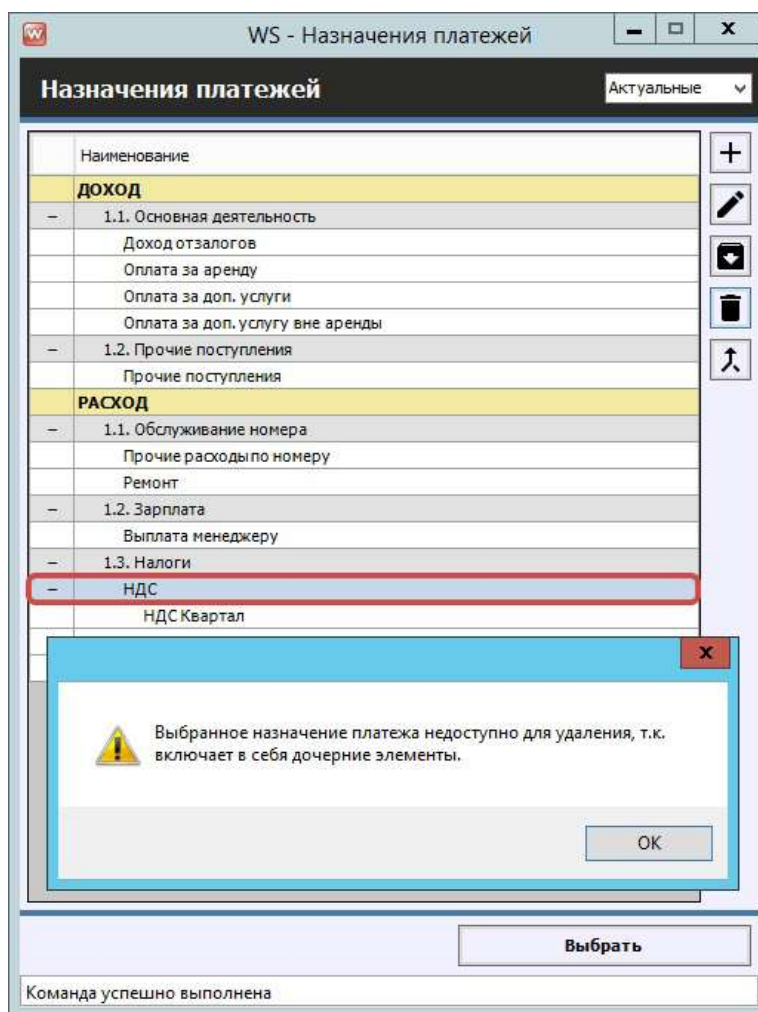 WS - Назначения платежей
Назначения платежей
Актуальные
Наименование
ДОХОД
1.1. Основная деятельность
Доход отзалогов
Оплата за аренду
Оплата за доп. услуги
Оплата за доп. услугу вне аренды
1.2. Прочие поступления
Прочие поступления
РАСХОД
1.1. Обслуживание номера
Прочие расходы по номеру
Ремонт
1.2. Зарплата
Выплата менеджеру
1.3. Налоги
НДС
НДС Квартал
Выбранное назначение платежа недоступно для удаления, т.к.
включает в себя дочерние элементы.
OK
Выбрать
Команда успешно выполнена